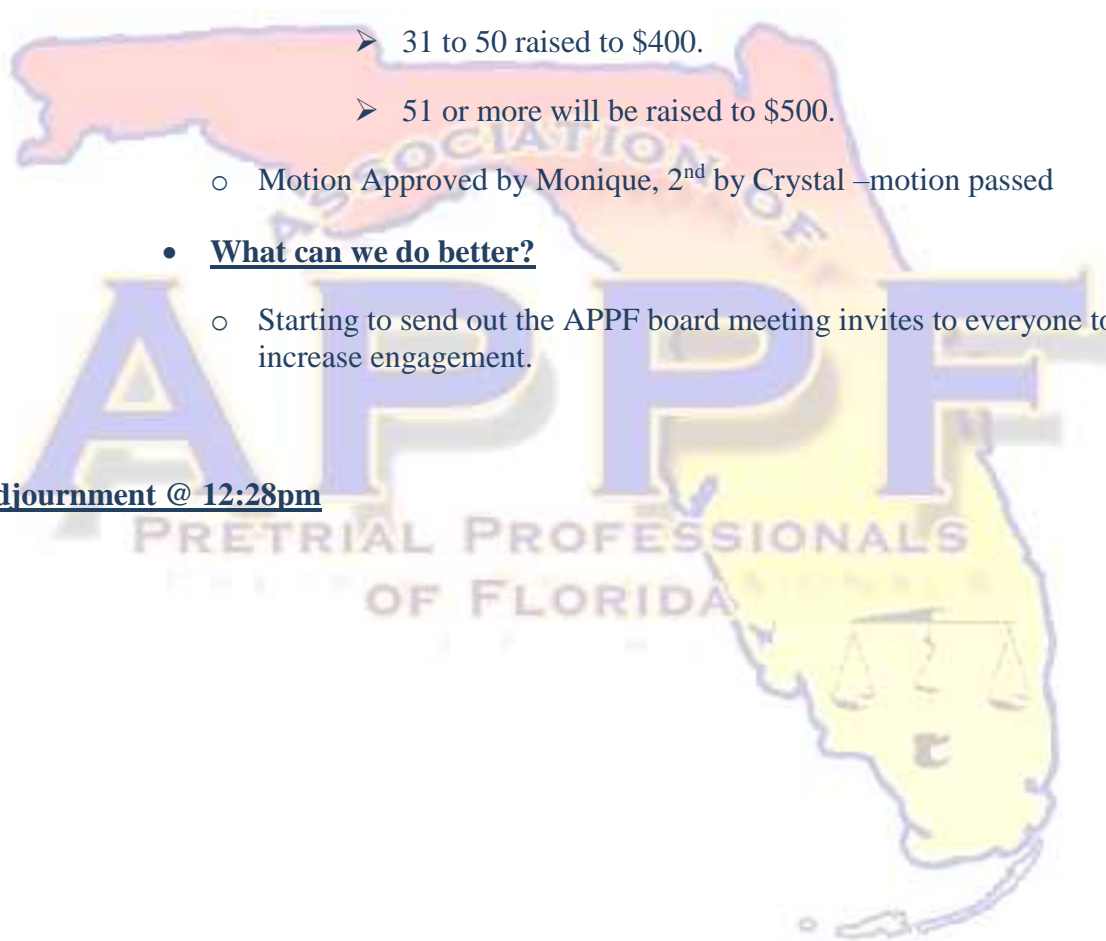 ➢ 31 to 50 raised to $400.
➢ 51 or more will be raised to $500.
ASSOCIATION OF
o Motion Approved by Monique, 2nd by Crystal –motion passed
• What can we do better?
o Starting to send out the APPF board meeting invites to everyone to
increase engagement.
APPF
djournment @ 12:28pm
PRETRIAL PROFESSIONALS
OF FLORIDA